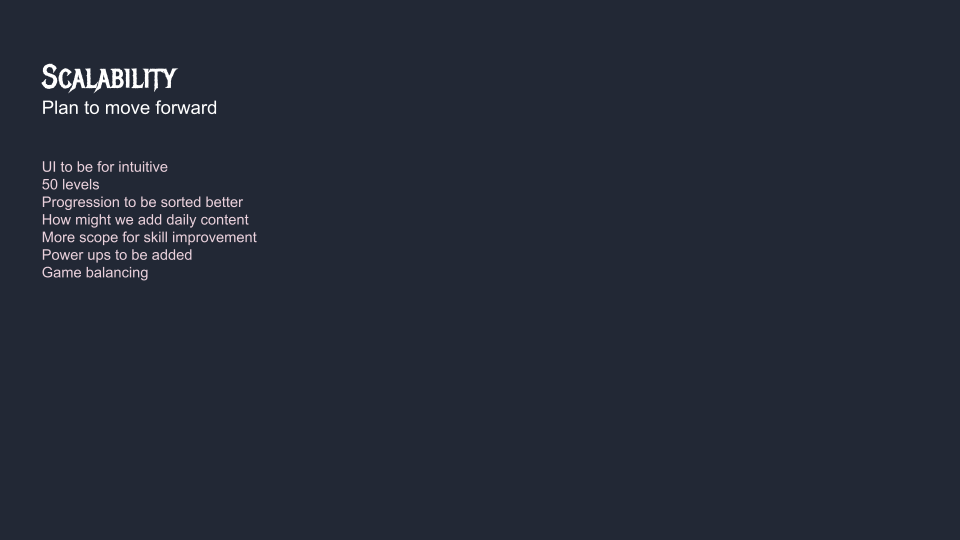 Scalability
Plan to move forward
UI to be for intuitive
50 levels
Progression to be sorted better
How might we add daily content
More scope for skill improvement
Power ups to be added
Game balancing